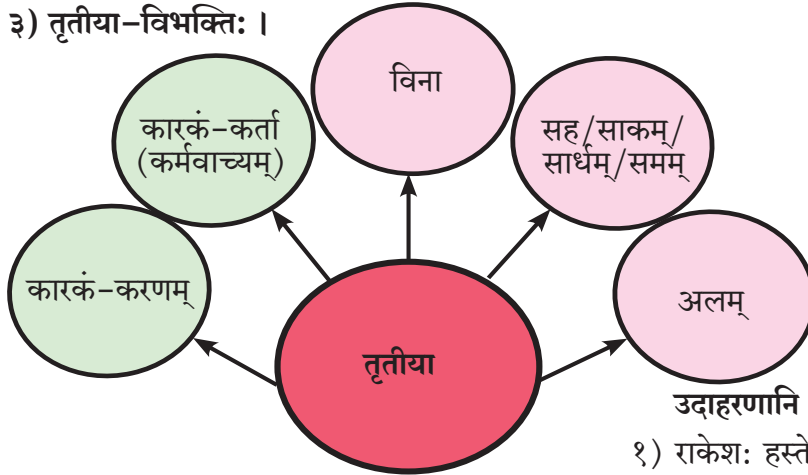 ३) तृतीया-विभक्ति: ।
विना
कारकं-कर्ता
(कर्मवाच्यम्)
सह/साकम्/
सार्धम्/समम्
कारकं-करणम्
अलम्
तृतीया
उदाहरणानि
१) राकेश: